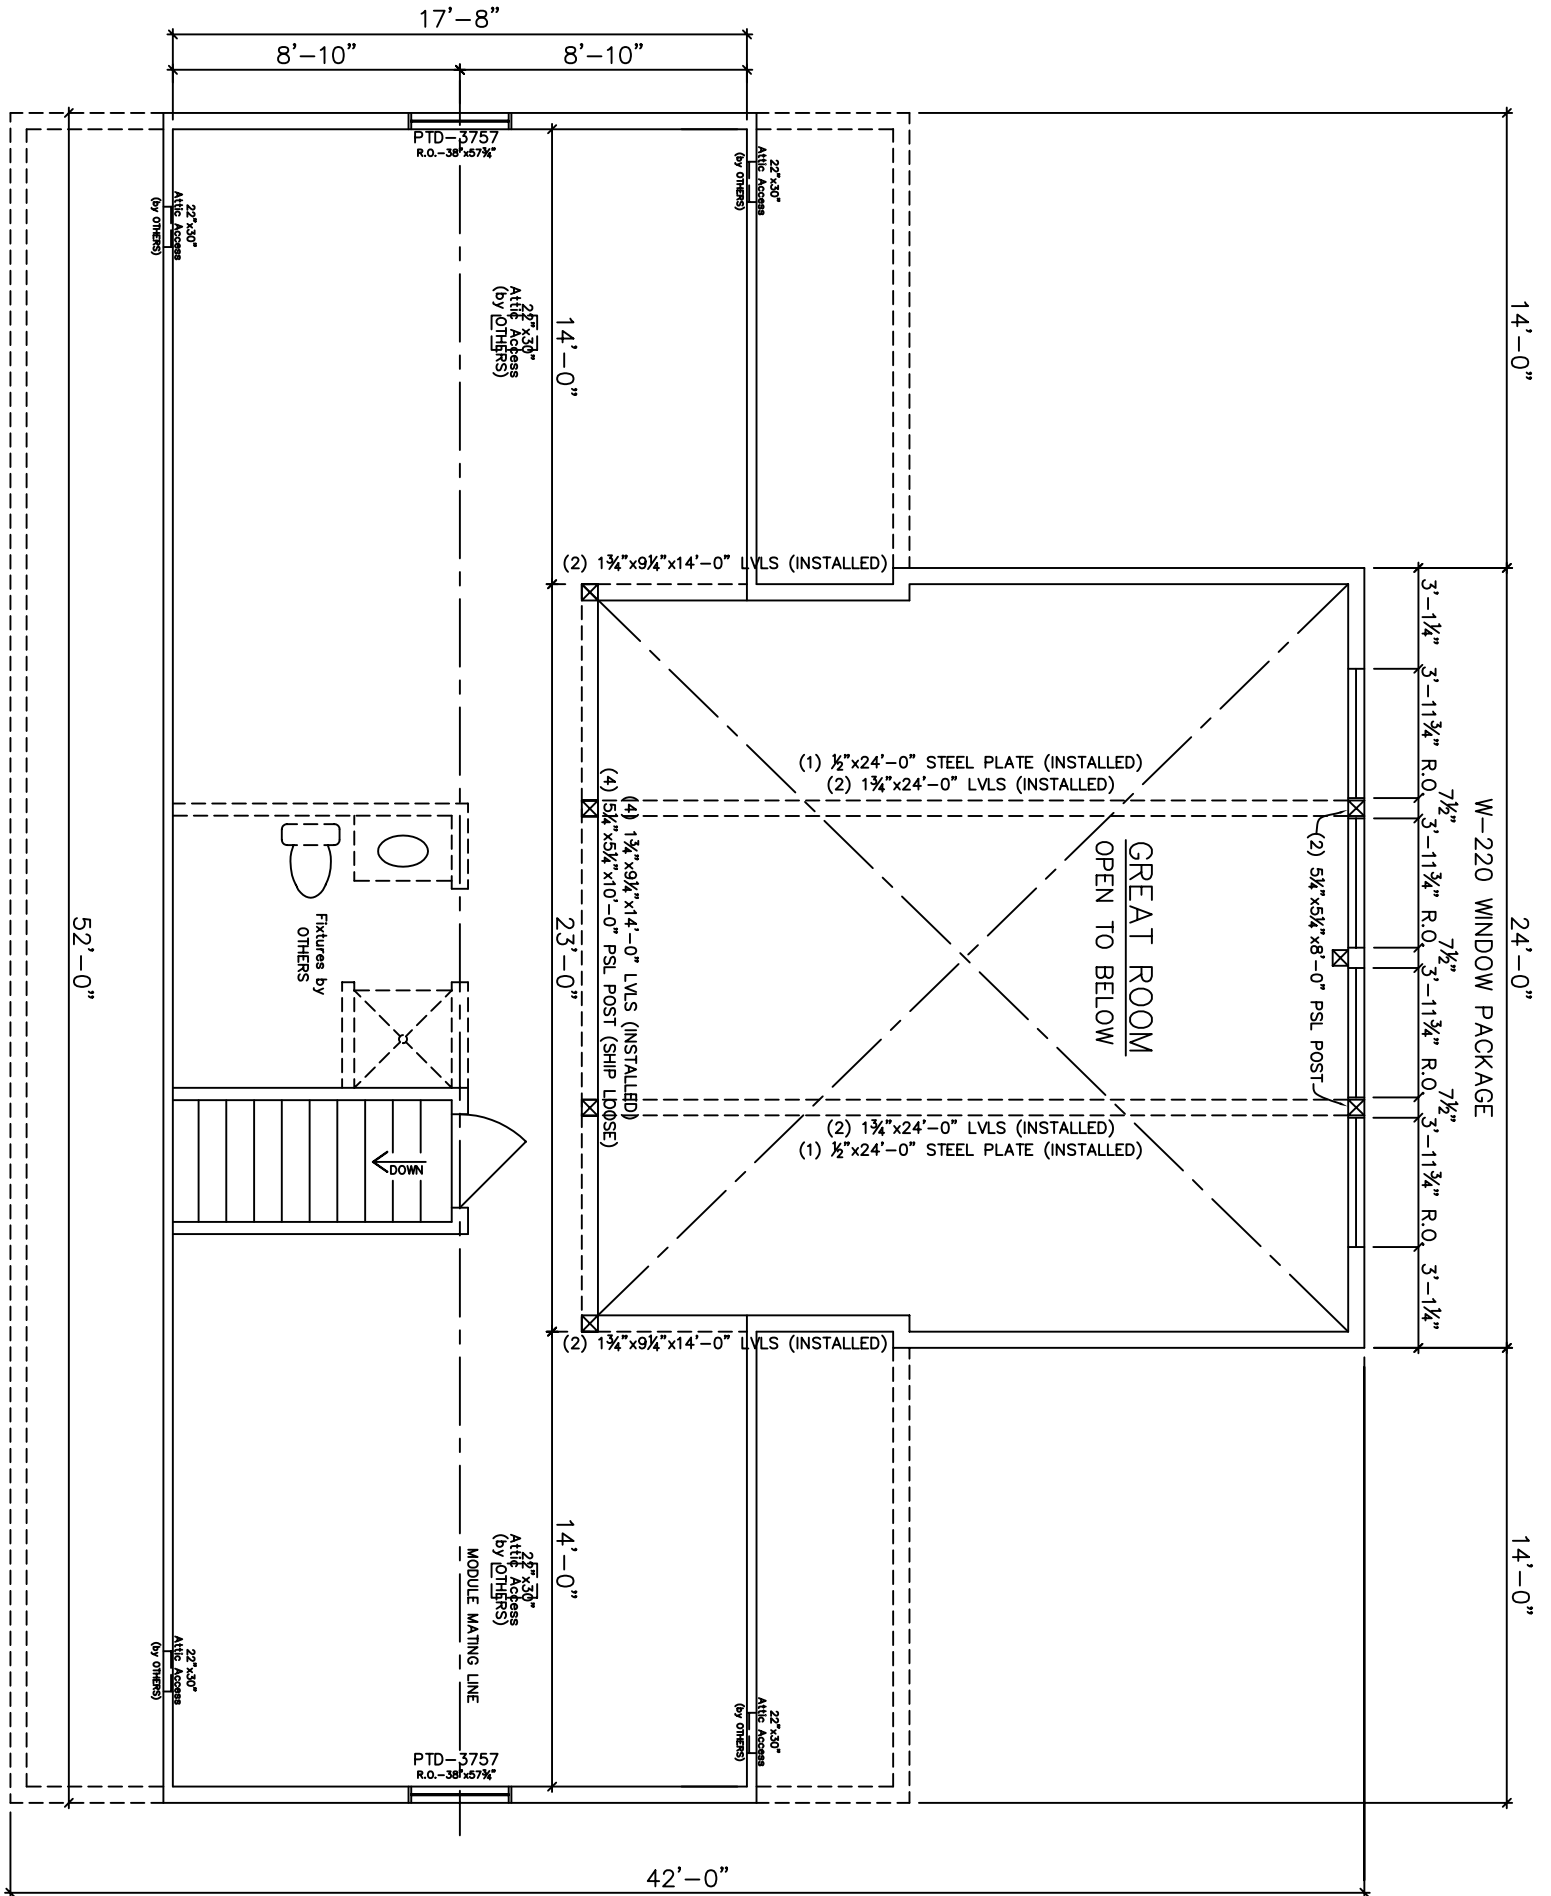 17'-8"
8'-10"
8'-10"
PTD-3757
R.O.-38"x57¾"
22"x30"
Attic Access
(by OTHERS)
22"x30"
Attic Access
(by OTHERS)
22"x30"
Attic Access
(by OTHERS)
14'-0"
14'-0"
(2) 1¾"x9¼"x14'-0" LVLS (INSTALLED)
3'-1¼"
3'-11¾" R.O.
7½"
3'-11¾" R.O.
7½"
3'-11¾" R.O.
7½"
3'-11¾" R.O.
3'-1¼"
W-220 WINDOW PACKAGE
24'-0"
(1) ½"x24'-0" STEEL PLATE (INSTALLED)
(2) 1¾"x24'-0" LVLS (INSTALLED)
(4) 1¾"x9¼"x14'-0" LVLS (INSTALLED)
(4) 5¼"x5¼"x10'-0" PSL POST (SHIP LOOSE)
GREAT ROOM
OPEN TO BELOW
(2) 5¼"x5¼"x8'-0" PSL POST
Fixtures by
OTHERS
23'-0"
52'-0"
DOWN
(2) 1¾"x24'-0" LVLS (INSTALLED)
(1) ½"x24'-0" STEEL PLATE (INSTALLED)
(2) 1¾"x9¼"x14'-0" LVLS (INSTALLED)
14'-0"
14'-0"
22"x30"
Attic Access
(by OTHERS)
MODULE MATING LINE
22"x30"
Attic Access
(by OTHERS)
22"x30"
Attic Access
(by OTHERS)
PTD-3757
R.O.-38"x57¾"
42'-0"